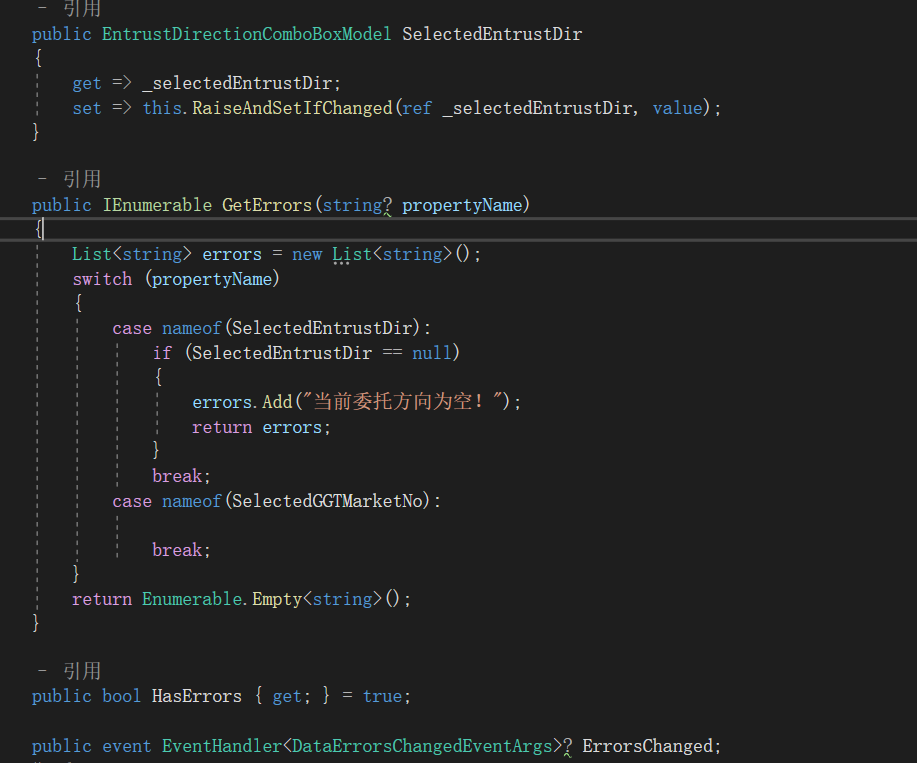 - 引用
public EntrustDirectionComboBoxModel SelectedEntrustDir
{
get => _selectedEntrustDir;
set => this.RaiseAndSetIfChanged(ref _selectedEntrustDir, value);
}
- 引用
public IEnumerable GetErrors(string? propertyName)
{
List<string> errors = new List<string>();
switch (propertyName)
{
case nameof(SelectedEntrustDir):
if (SelectedEntrustDir == null)
{
errors.Add("当前委托方向为空！");
return errors;
}
break;
case nameof(SelectedGGTMarketNo):
break;
}
return Enumerable.Empty<string>();
}
- 引用
public bool HasErrors { get; } = true;
public event EventHandler<DataErrorsChangedEventArgs>? ErrorsChanged;